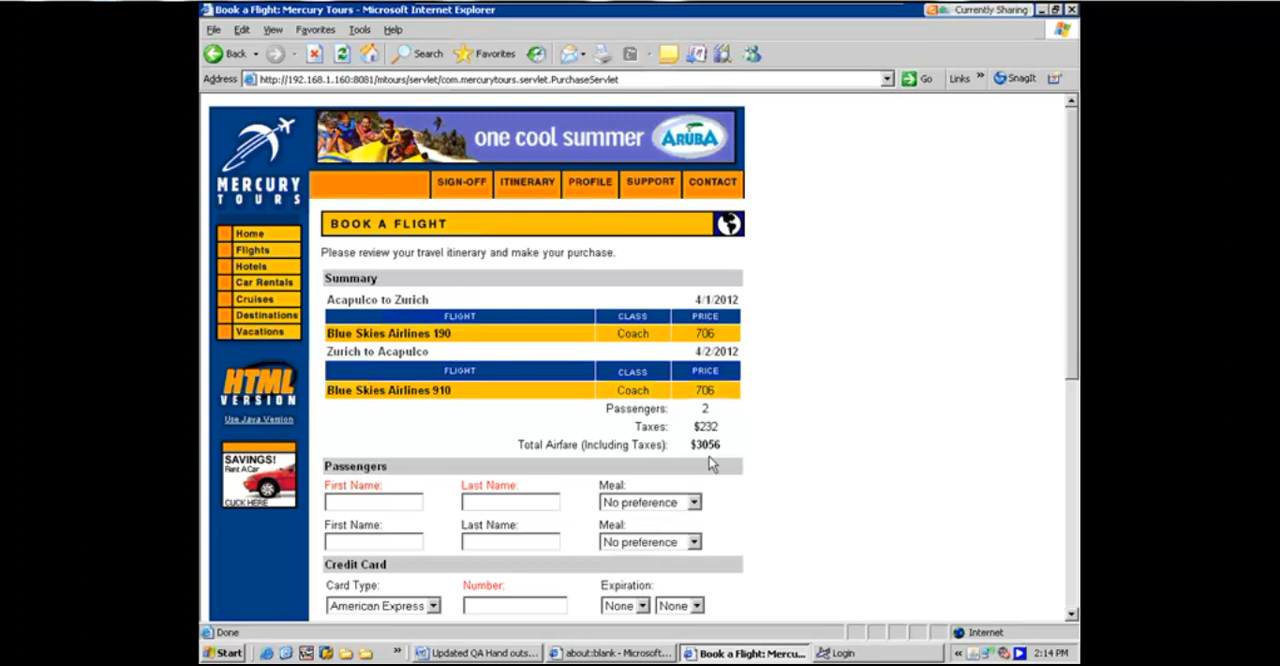 Book a Flight: Mercury Tours - Microsoft Internet Explorer
Currently Sharing
File Edit View Favorites Tools Help
Back Search Favorites
Address http://192.168.1.160:8081/mtours/servlet/com.mercurytours.servlet.PurchaseServlet Go Links » SnagIt
one cool summer ARUBA
MERCURY
TOURS
SIGN-OFF ITINERARY PROFILE SUPPORT CONTACT
BOOK A FLIGHT
Home
Flights
Hotels
Car Rentals
Cruises
Destinations
Vacations
HTML
VERSION
Use Java Version
SAVINGS!
Rent A Car
CLICK HERE
Please review your travel itinerary and make your purchase.
Summary
Acapulco to Zurich 4/1/2012
FLIGHT CLASS PRICE
Blue Skies Airlines 190 Coach 706
Zurich to Acapulco 4/2/2012
FLIGHT CLASS PRICE
Blue Skies Airlines 910 Coach 706
Passengers: 2
Taxes: $232
Total Airfare (Including Taxes): $3056
Passengers
First Name: Last Name: Meal:
No preference
First Name: Last Name: Meal:
No preference
Credit Card
Card Type: Number: Expiration:
American Express None None
Done Internet
Start » Updated QA Hand outs... about:blank - Microsoft... Book a Flight: Mercu... Login « 2:14 PM